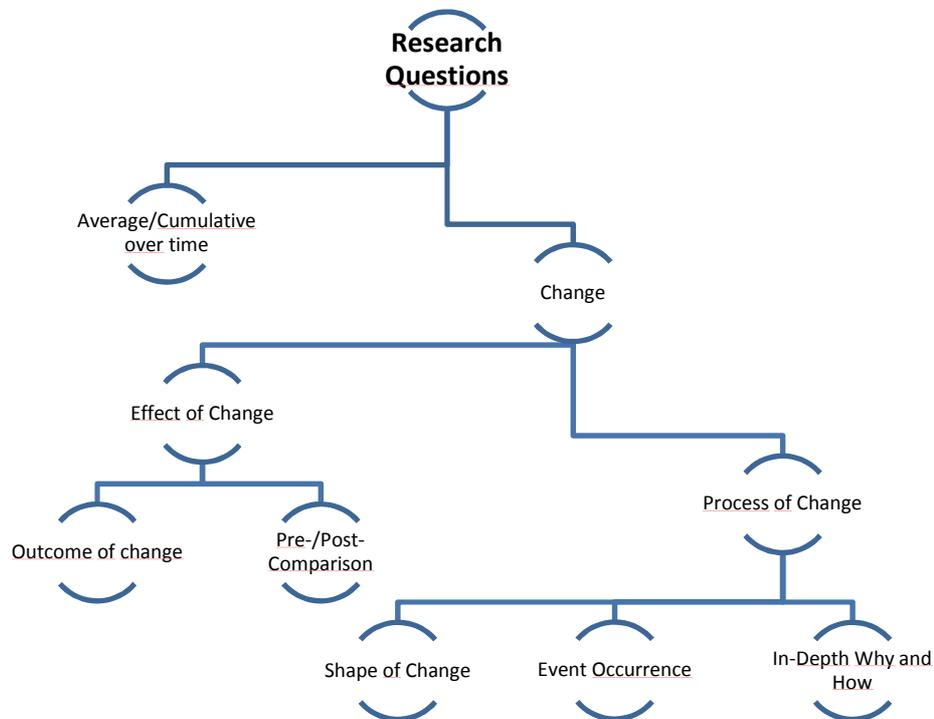 Research
Questions
Average/Cumulative
over time
Change
Effect of Change
Process of Change
Outcome of change
Pre-/Post-
Comparison
Shape of Change
Event Occurrence
In-Depth Why and
How